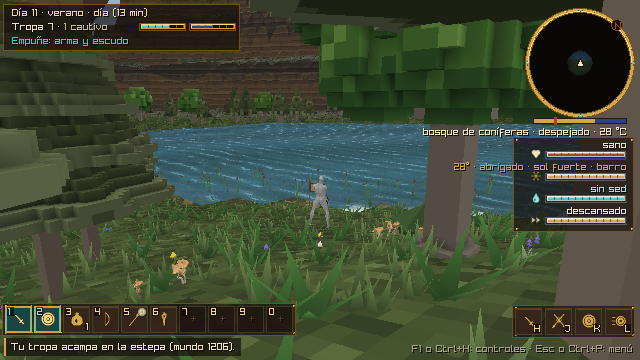 Día 11 · verano · día (13 min)
Tropa 7 · 1 cautivo
Empuñe: arma y escudo
N
bosque de coníferas · despejado · 28 °C
sano
28° · abrigado · sol fuerte · barro
sin sed
descansado
1 2 3 4 5 6 7 8 9 0
1
H J K L
Tu tropa acampa en la estepa (mundo 1206).
F1 o Ctrl+H: controles · Esc o Ctrl+P: menú